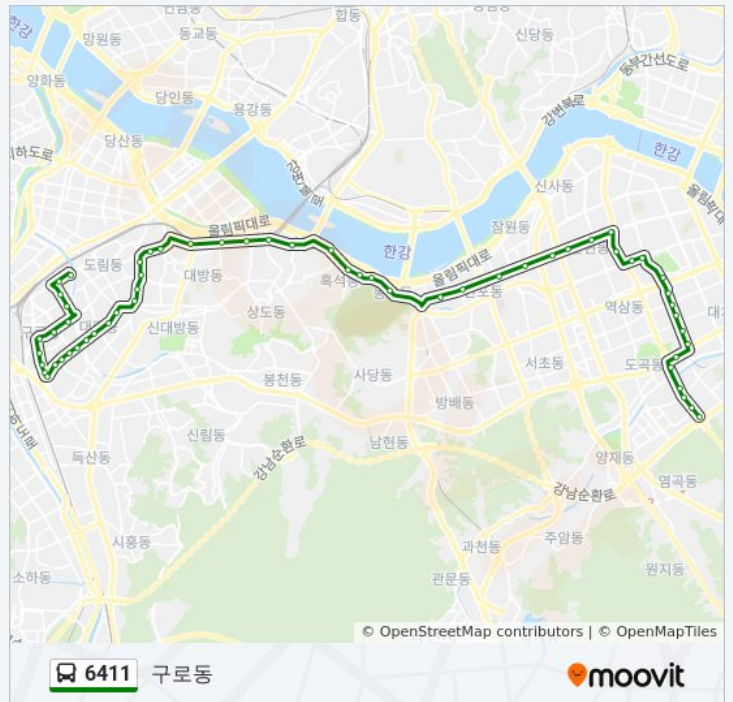 합동
신당동
망원동
동교동
동부간선도로
양화동
당인동
용강동
강변북로
당산동
한강
강변북로
신사동
올림픽대로
잠원동
한강
올림픽대로
올림픽대로
도림동
대방동
흑석동
상도동
역삼동
신대방동
봉천동
사당동
서초동
도곡동
방배동
신림동
남현동
독산동
강남순환로
양재동
염곡동
강남순환로
시흥동
과천동
주암동
소하동
관문동
원지동
© OpenStreetMap contributors | © OpenMapTiles
6411 구로동
moovit